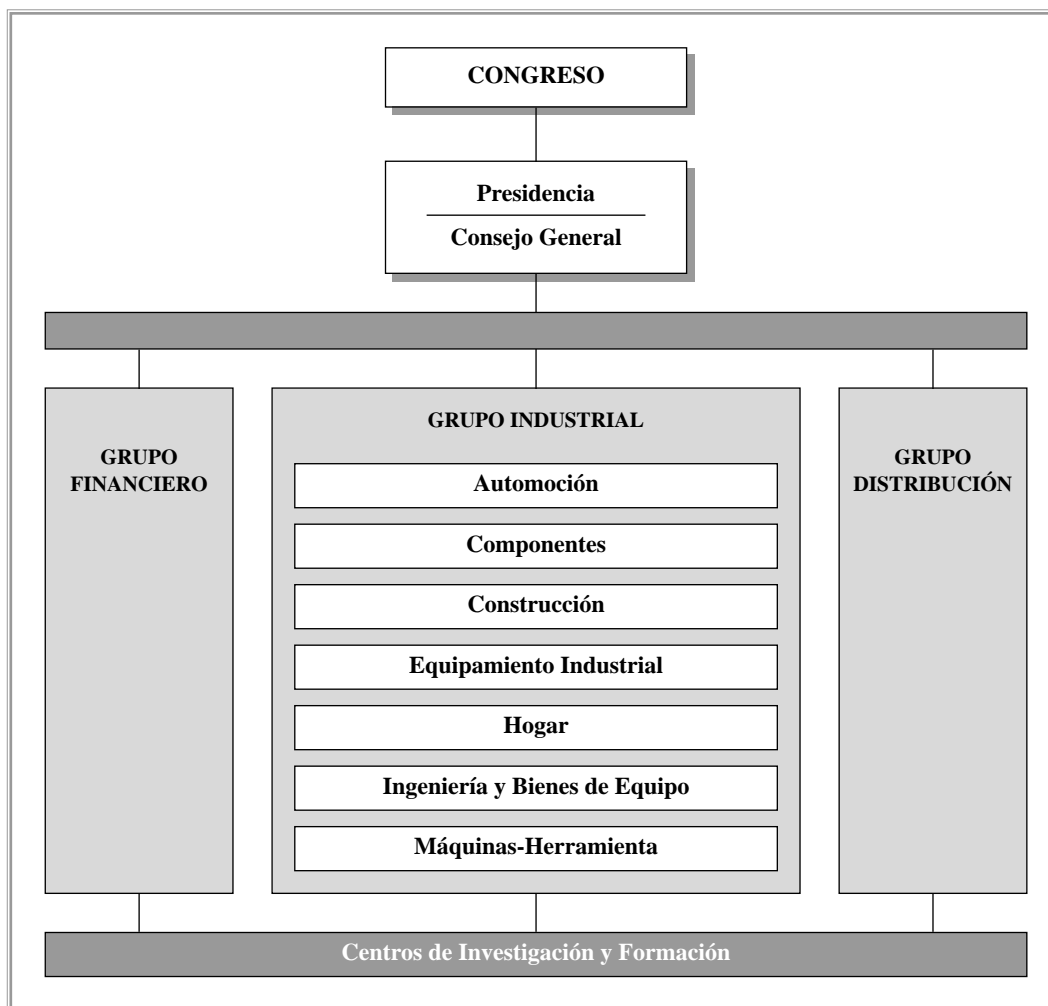 CONGRESO
Presidencia
Consejo General
GRUPO
FINANCIERO
GRUPO INDUSTRIAL
Automoción
Componentes
Construcción
Equipamiento Industrial
Hogar
Ingeniería y Bienes de Equipo
Máquinas-Herramienta
GRUPO
DISTRIBUCIÓN
Centros de Investigación y Formación